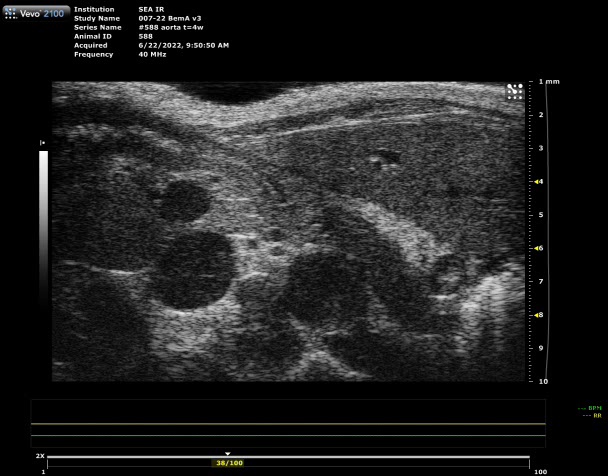 Vevo 2100
Institution SEA IR
Study Name 007-22 BemA v3
Series Name #588 aorta t=4w
Animal ID 588
Acquired 6/22/2022, 9:50:50 AM
Frequency 40 MHz
1 mm
2
3
4
5
6
7
8
9
10
--- BPM
--- RR
2X
38/100
1 100